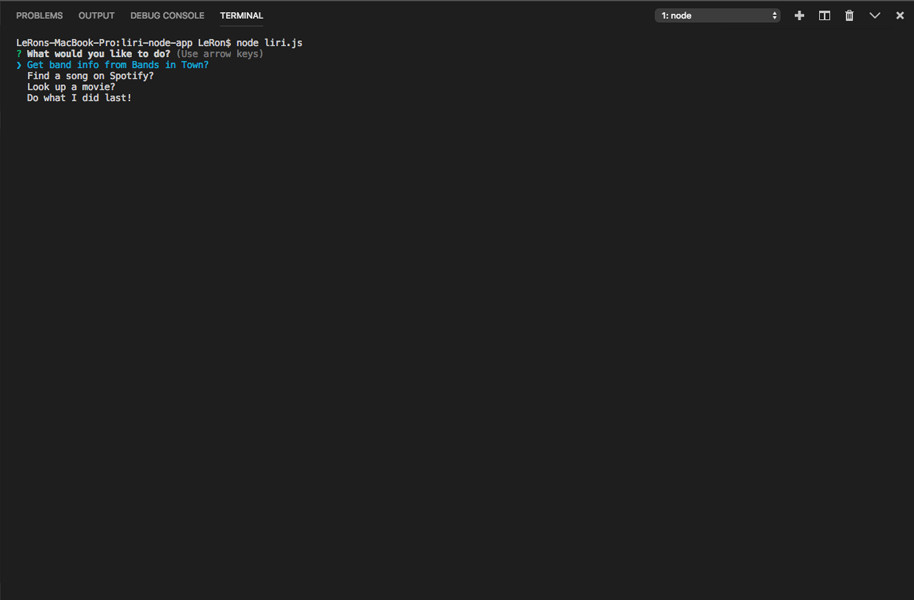 PROBLEMS OUTPUT DEBUG CONSOLE TERMINAL 1: node
LeRons-MacBook-Pro:liri-node-app LeRon$ node liri.js
? What would you like to do? (Use arrow keys)
❯ Get band info from Bands in Town?
Find a song on Spotify?
Look up a movie?
Do what I did last!